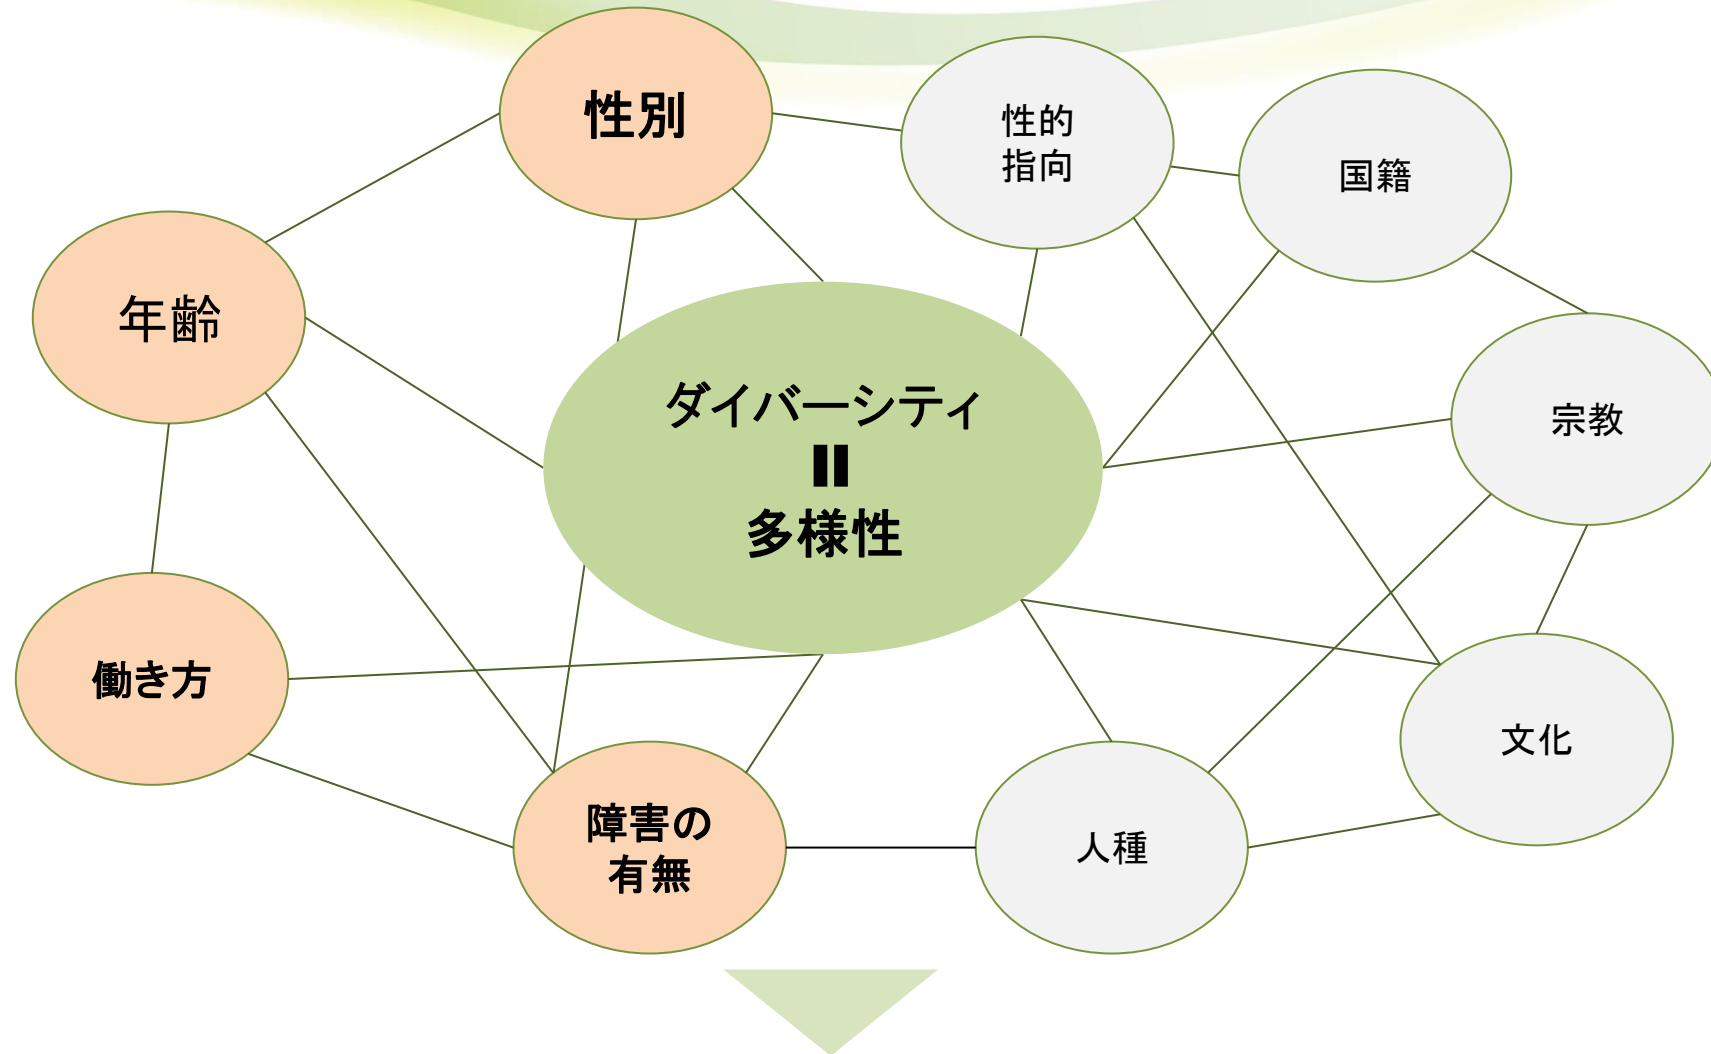 性別
性的
指向
国籍
年齢
ダイバーシティ
॥
多様性
宗教
働き方
文化
障害の
有無
人種